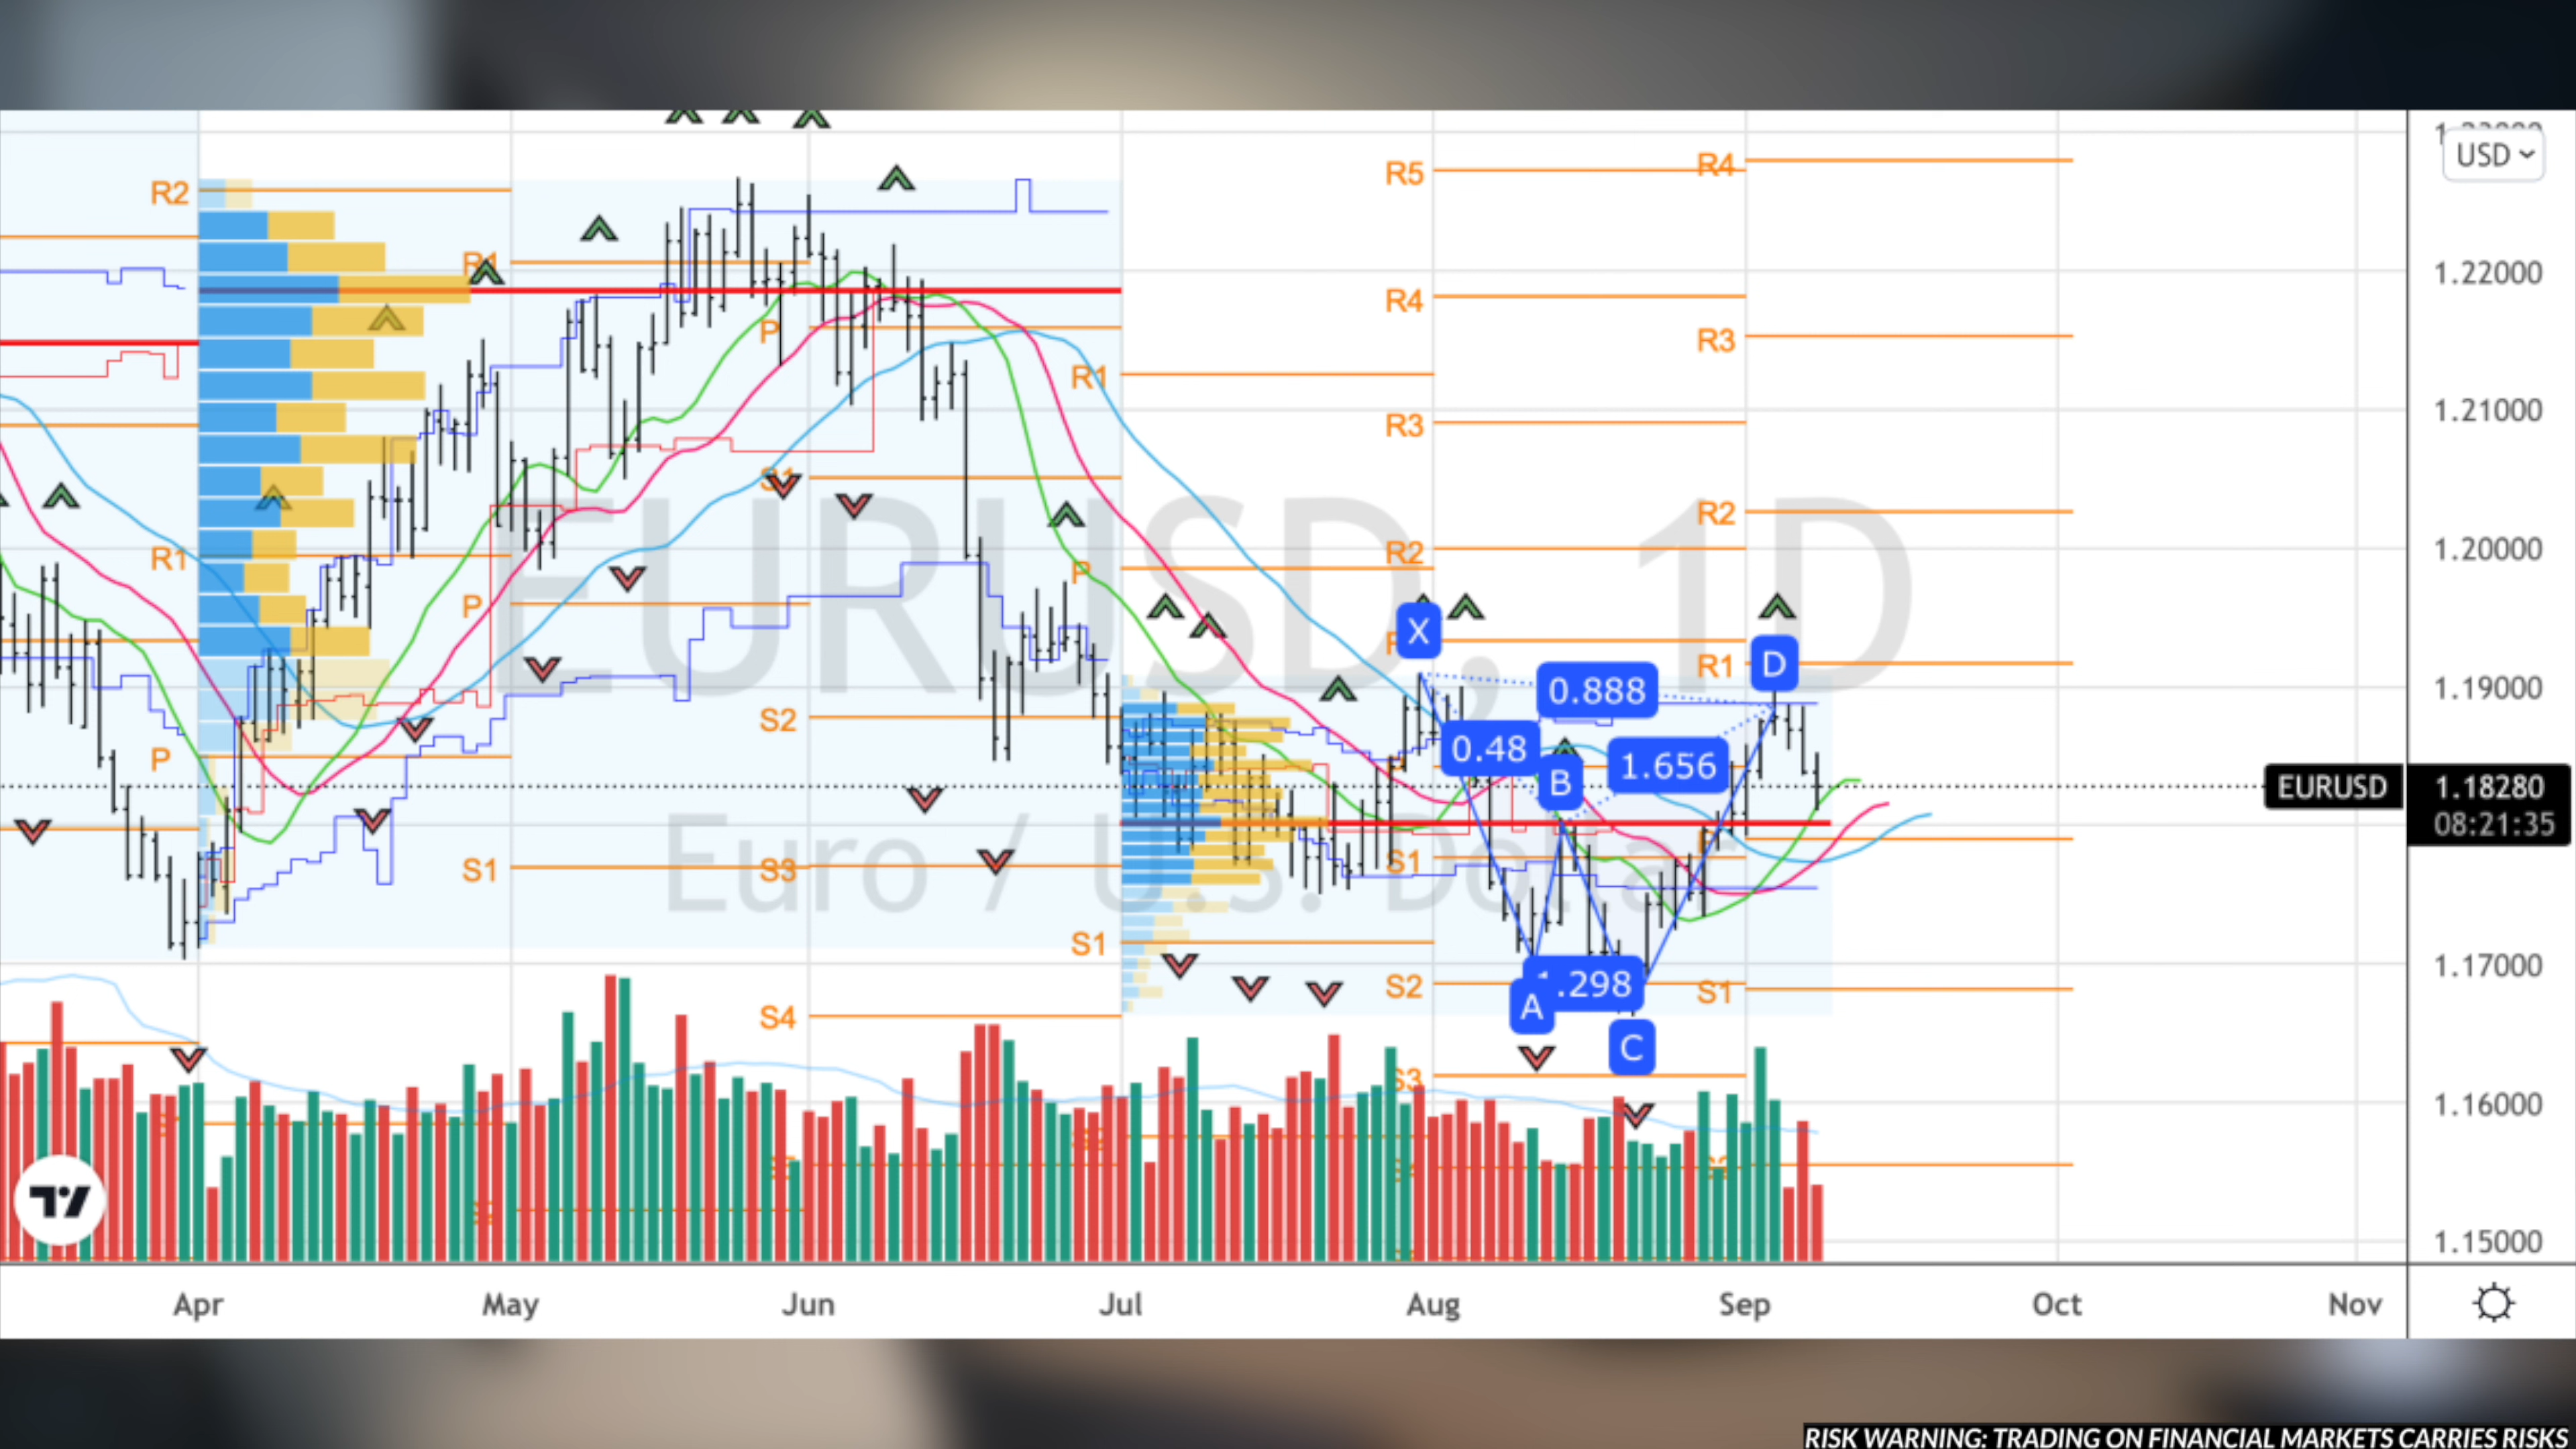 USD
R5
R4
R2
1.22000
R1
R4
R3
P
R1
1.21000
R3
S1
R2
EURUSD, 1D
R1
R2
1.20000
P
P
X
R1
D
0.888
1.19000
S2
0.48
1.656
P
B
EURUSD
1.18280
08:21:35
Euro / U.S. Dollar
S1
S3
S1
S1
1.17000
S2
.298
S1
A
S4
C
S3
1.16000
1.15000
Apr
May
Jun
Jul
Aug
Sep
Oct
Nov
RISK WARNING: TRADING ON FINANCIAL MARKETS CARRIES RISKS